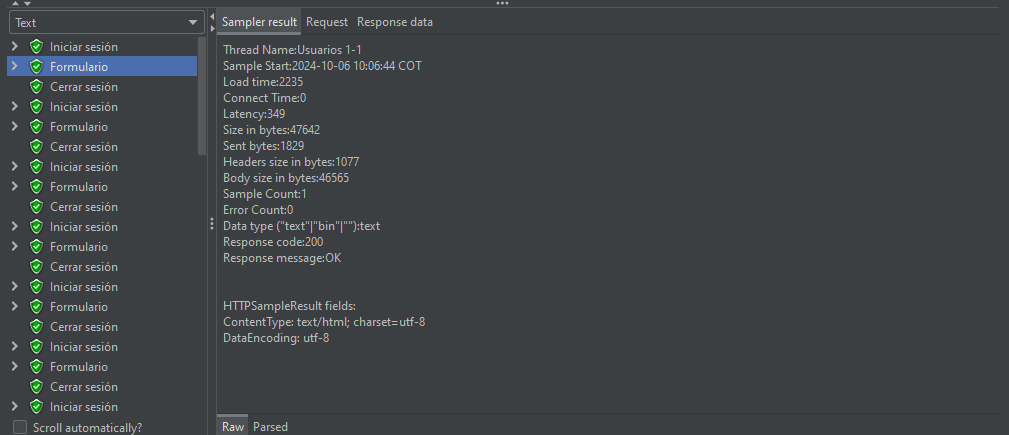 Text
Iniciar sesión
Formulario
Cerrar sesión
Iniciar sesión
Formulario
Cerrar sesión
Iniciar sesión
Formulario
Cerrar sesión
Iniciar sesión
Formulario
Cerrar sesión
Iniciar sesión
Formulario
Cerrar sesión
Iniciar sesión
Formulario
Cerrar sesión
Iniciar sesión
Scroll automatically?
Sampler result Request Response data
Thread Name:Usuarios 1-1
Sample Start:2024-10-06 10:06:44 COT
Load time:2235
Connect Time:0
Latency:349
Size in bytes:47642
Sent bytes:1829
Headers size in bytes:1077
Body size in bytes:46565
Sample Count:1
Error Count:0
Data type ("text"|"bin"|""):text
Response code:200
Response message:OK
HTTPSampleResult fields:
ContentType: text/html; charset=utf-8
DataEncoding: utf-8
Raw Parsed